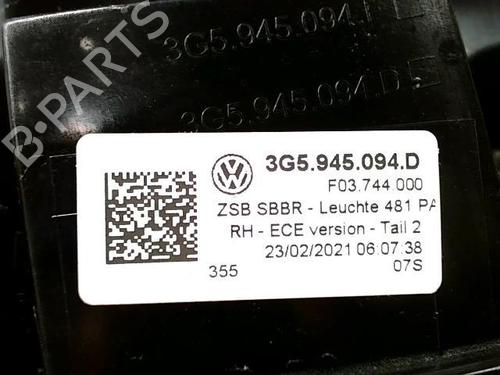 3G5.945.094.D
3G5.945.094.D
B-PARTS
3G5.945.094.D
F03.744 000
ZSB SBBR - Leuchte 481 PA
RH - ECE version - Tail 2
23/02/2021 06:07:38
355
07S